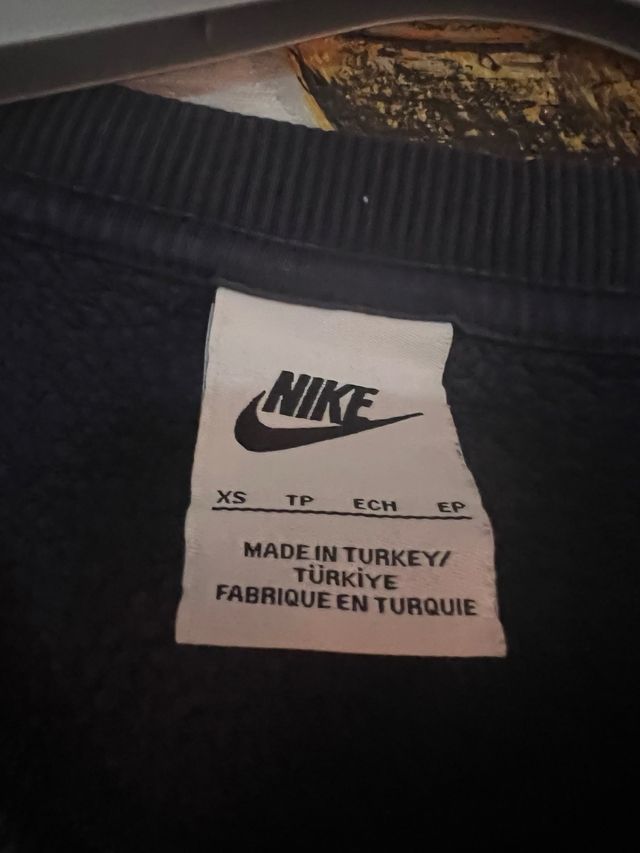 NIKE
XS TP ECH EP
MADE IN TURKEY/
TÜRKİYE
FABRIQUE EN TURQUIE